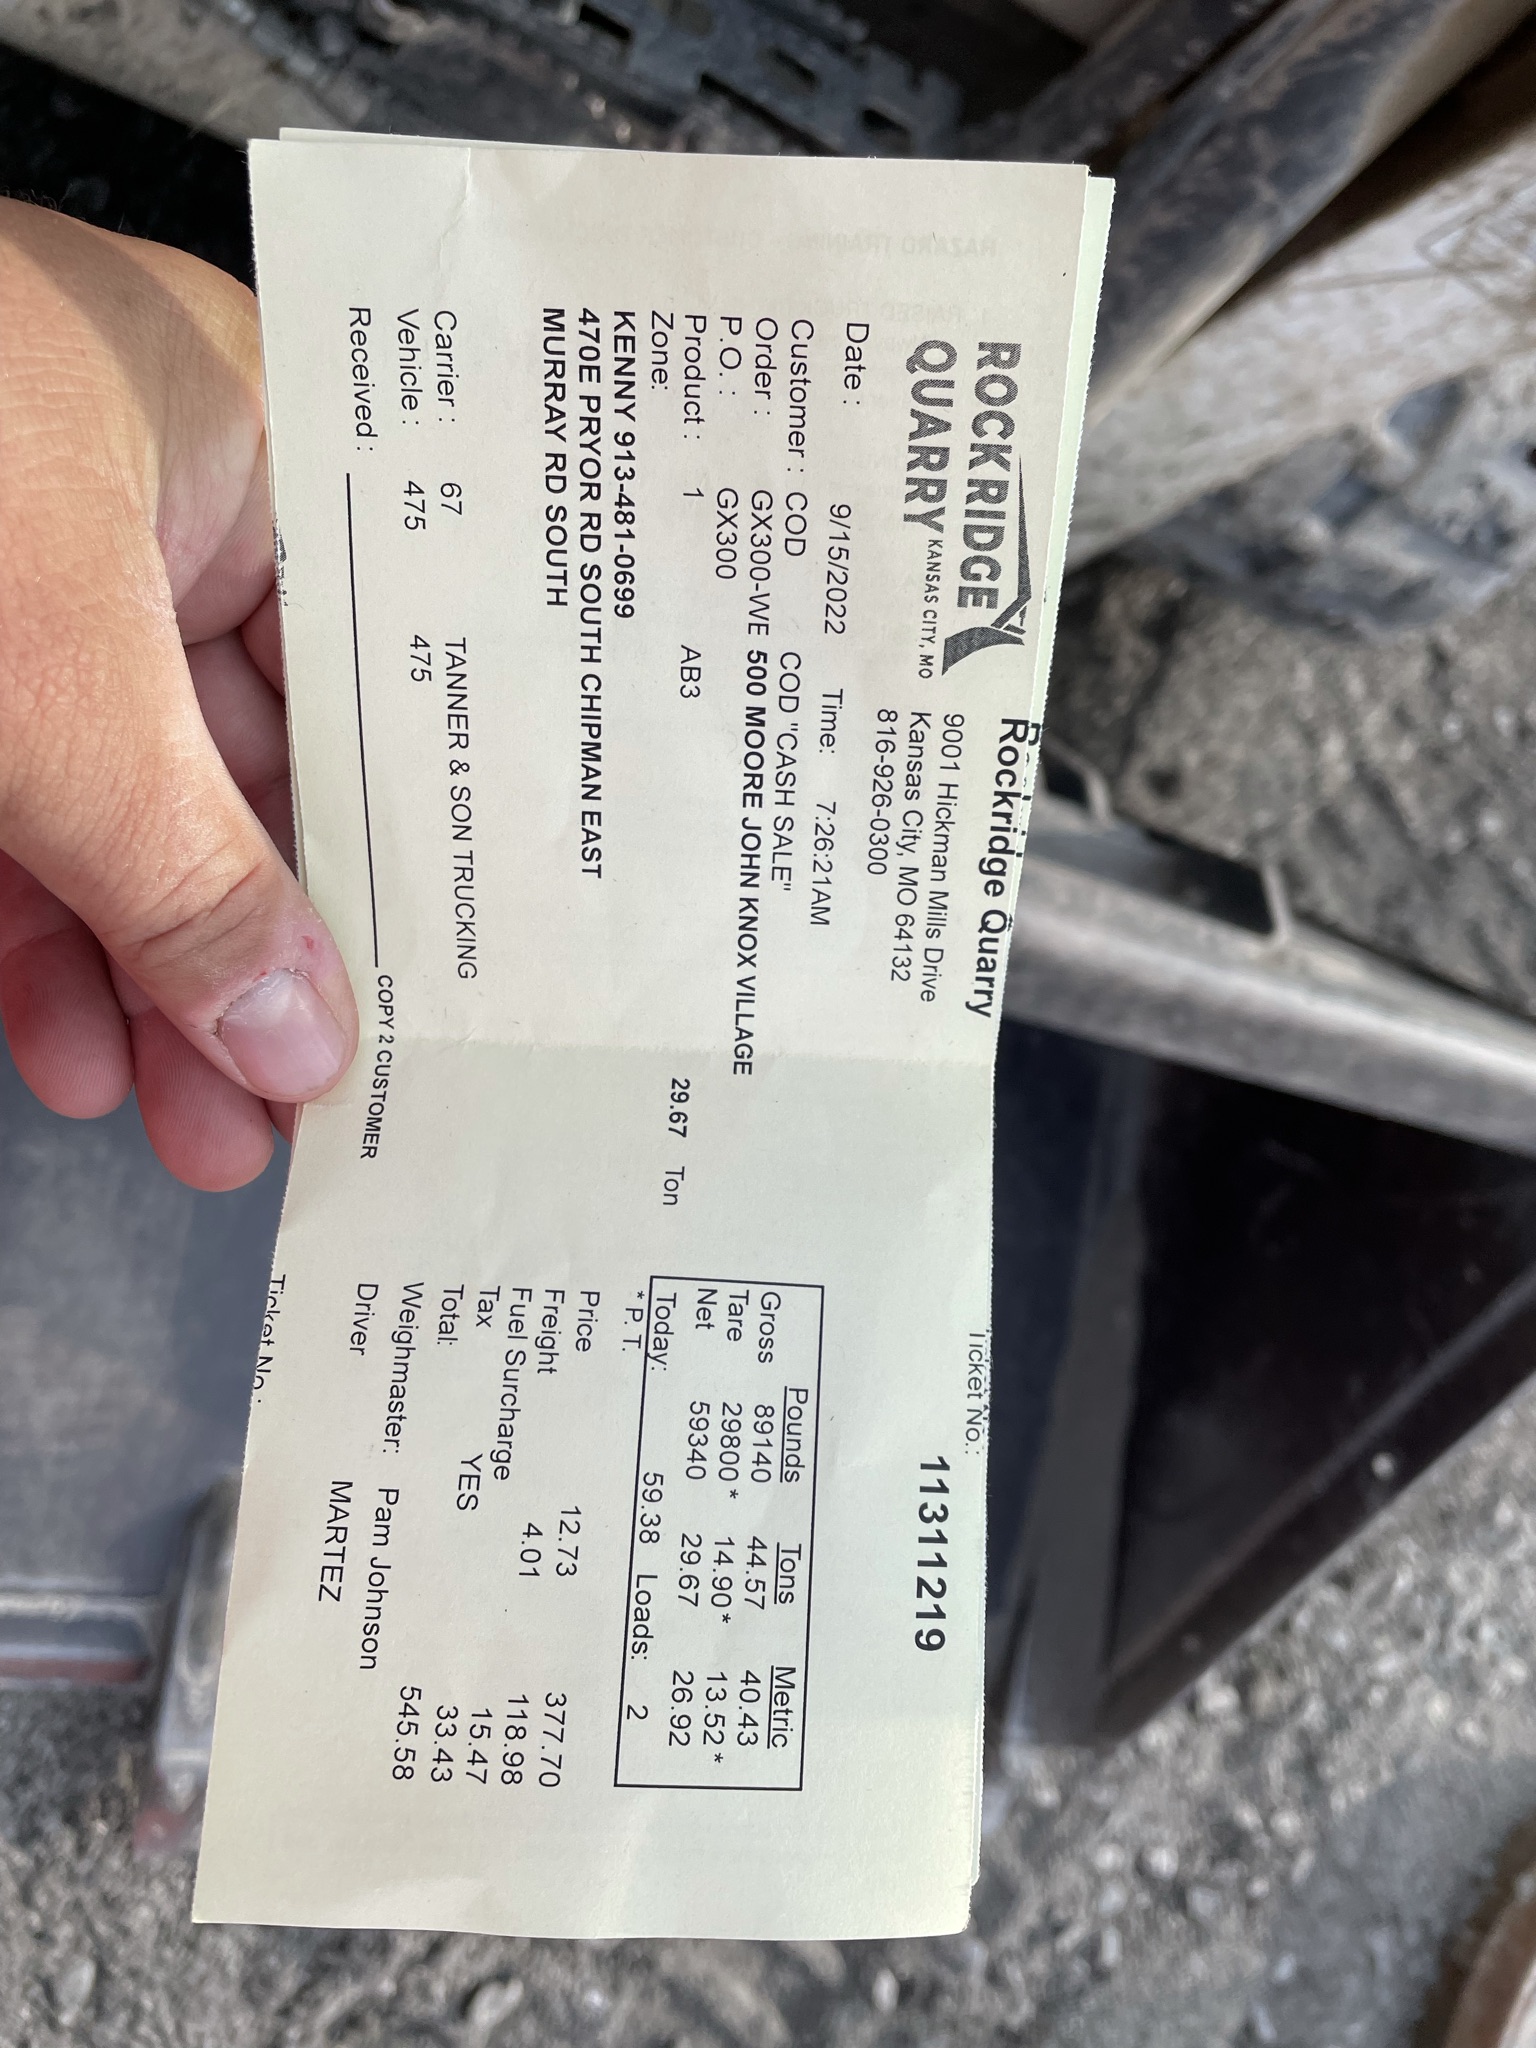 ROCKRIDGE
QUARRY KANSAS CITY, MO
Rockridge Quarry
9001 Hickman Mills Drive
Kansas City, MO 64132
816-926-0300
Ticket No.:
11311219
Date : 9/15/2022 Time: 7:26:21AM
Customer : COD COD "CASH SALE"
Order : GX300-WE 500 MOORE JOHN KNOX VILLAGE
P.O. : GX300
Product : 1 AB3 29.67 Ton
Zone:
KENNY 913-481-0699
470E PRYOR RD SOUTH CHIPMAN EAST
MURRAY RD SOUTH
Carrier : 67 TANNER & SON TRUCKING
Vehicle : 475 475
Received :
COPY 2 CUSTOMER
Pounds Tons Metric
Gross 89140 44.57 40.43
Tare 29800 * 14.90 * 13.52 *
Net 59340 29.67 26.92
Today: 59.38 Loads: 2
* P. T.
Price 12.73 377.70
Freight 4.01 118.98
Fuel Surcharge 15.47
Tax YES 33.43
Total: 545.58
Weighmaster: Pam Johnson
Driver MARTEZ
Ticket No.: